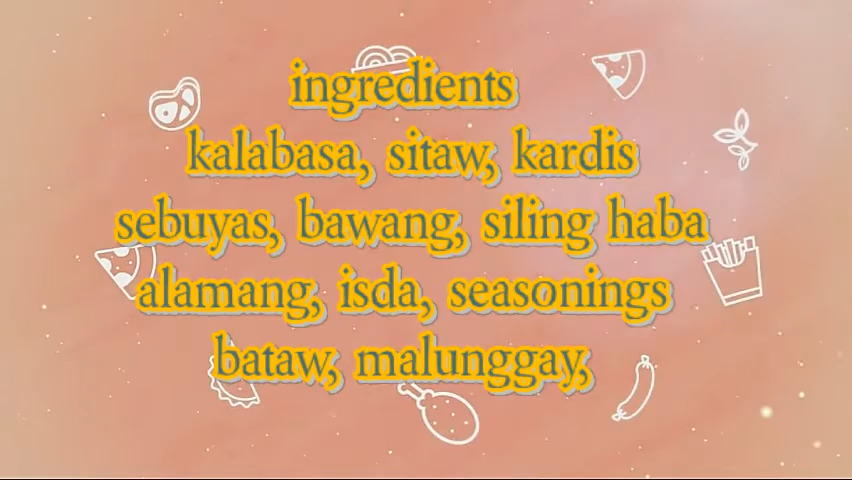 ingredients
kalabasa, sitaw, kardis
sebuyas, bawang, siling haba
alamang, isda, seasonings
bataw, malunggay,